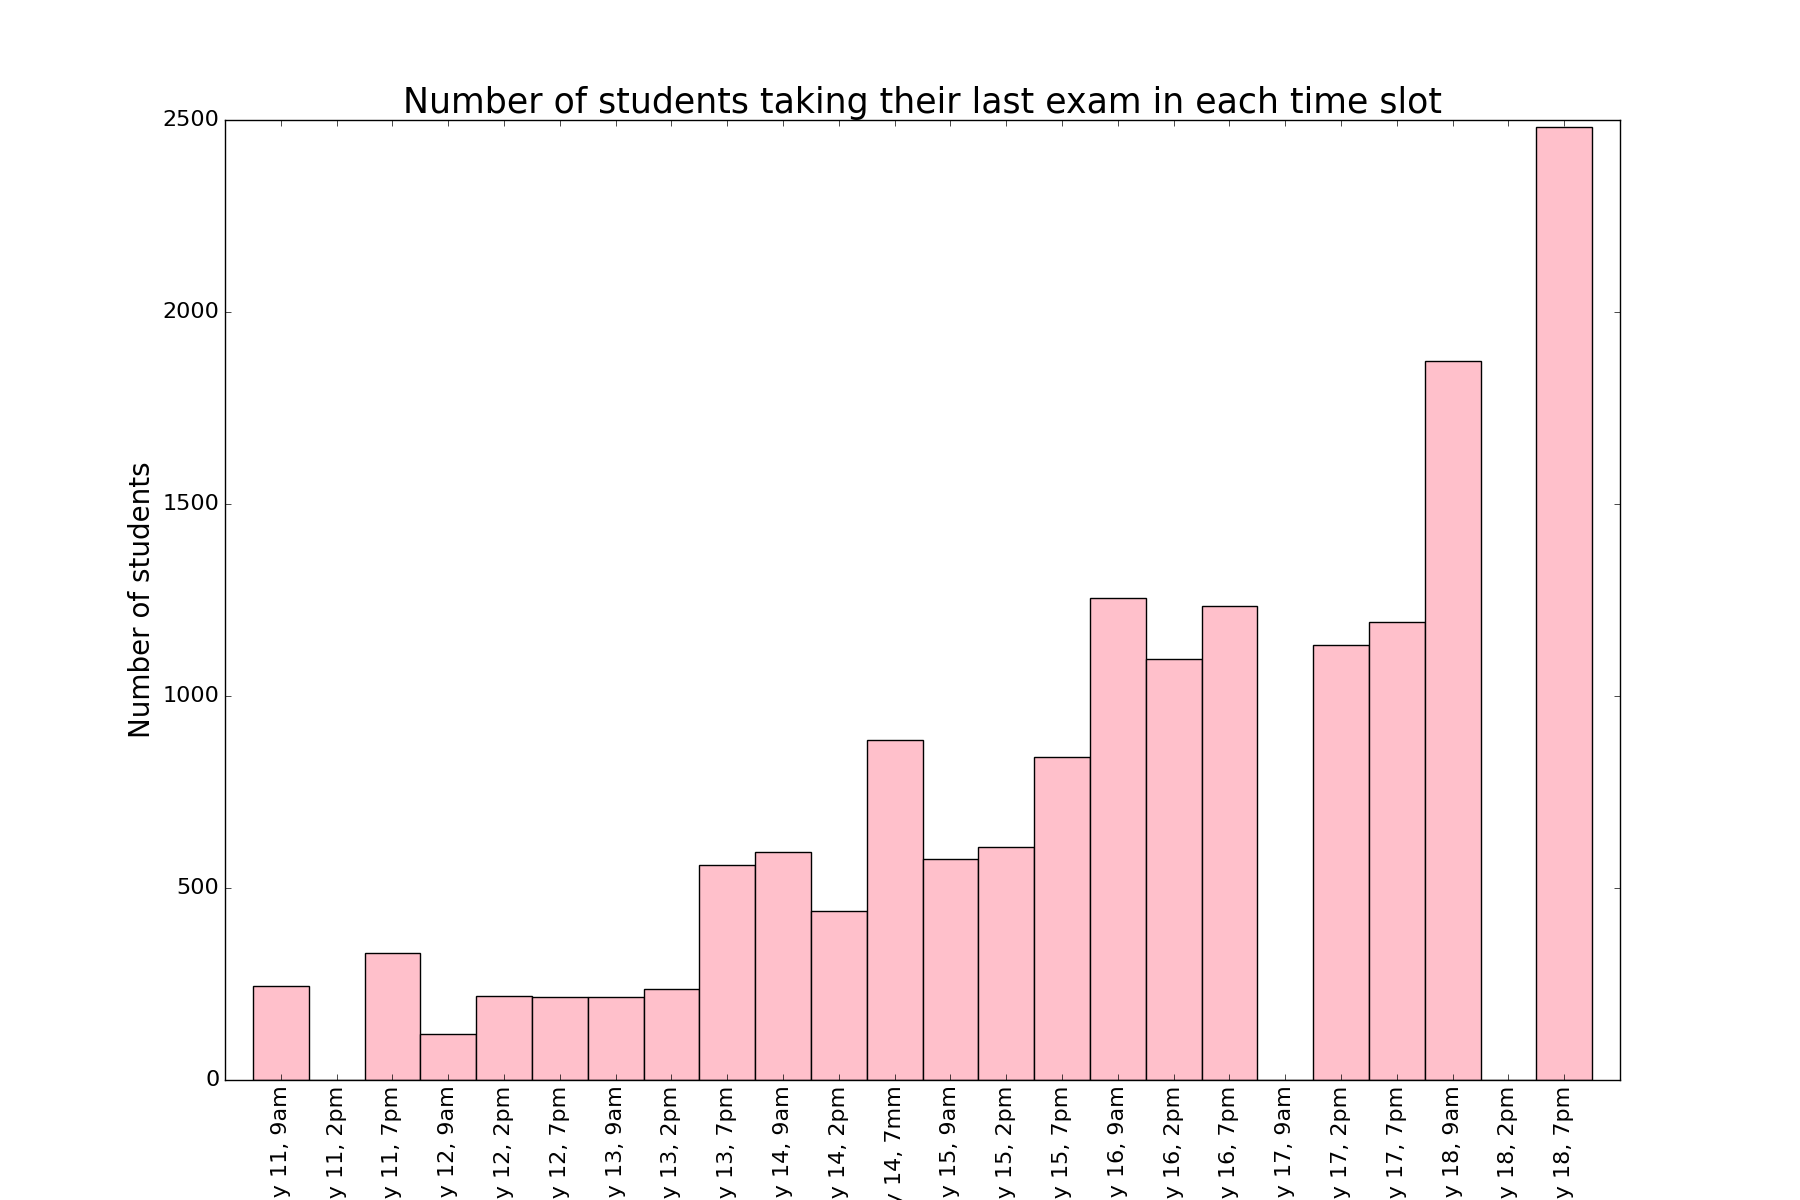 Number of students taking their last exam in each time slot
Number of students
2500
2000
1500
1000
500
0
y 11, 9am
y 11, 2pm
y 11, 7pm
y 12, 9am
y 12, 2pm
y 12, 7pm
y 13, 9am
y 13, 2pm
y 13, 7pm
y 14, 9am
y 14, 2pm
y 14, 7mm
y 15, 9am
y 15, 2pm
y 15, 7pm
y 16, 9am
y 16, 2pm
y 16, 7pm
y 17, 9am
y 17, 2pm
y 17, 7pm
y 18, 9am
y 18, 2pm
y 18, 7pm